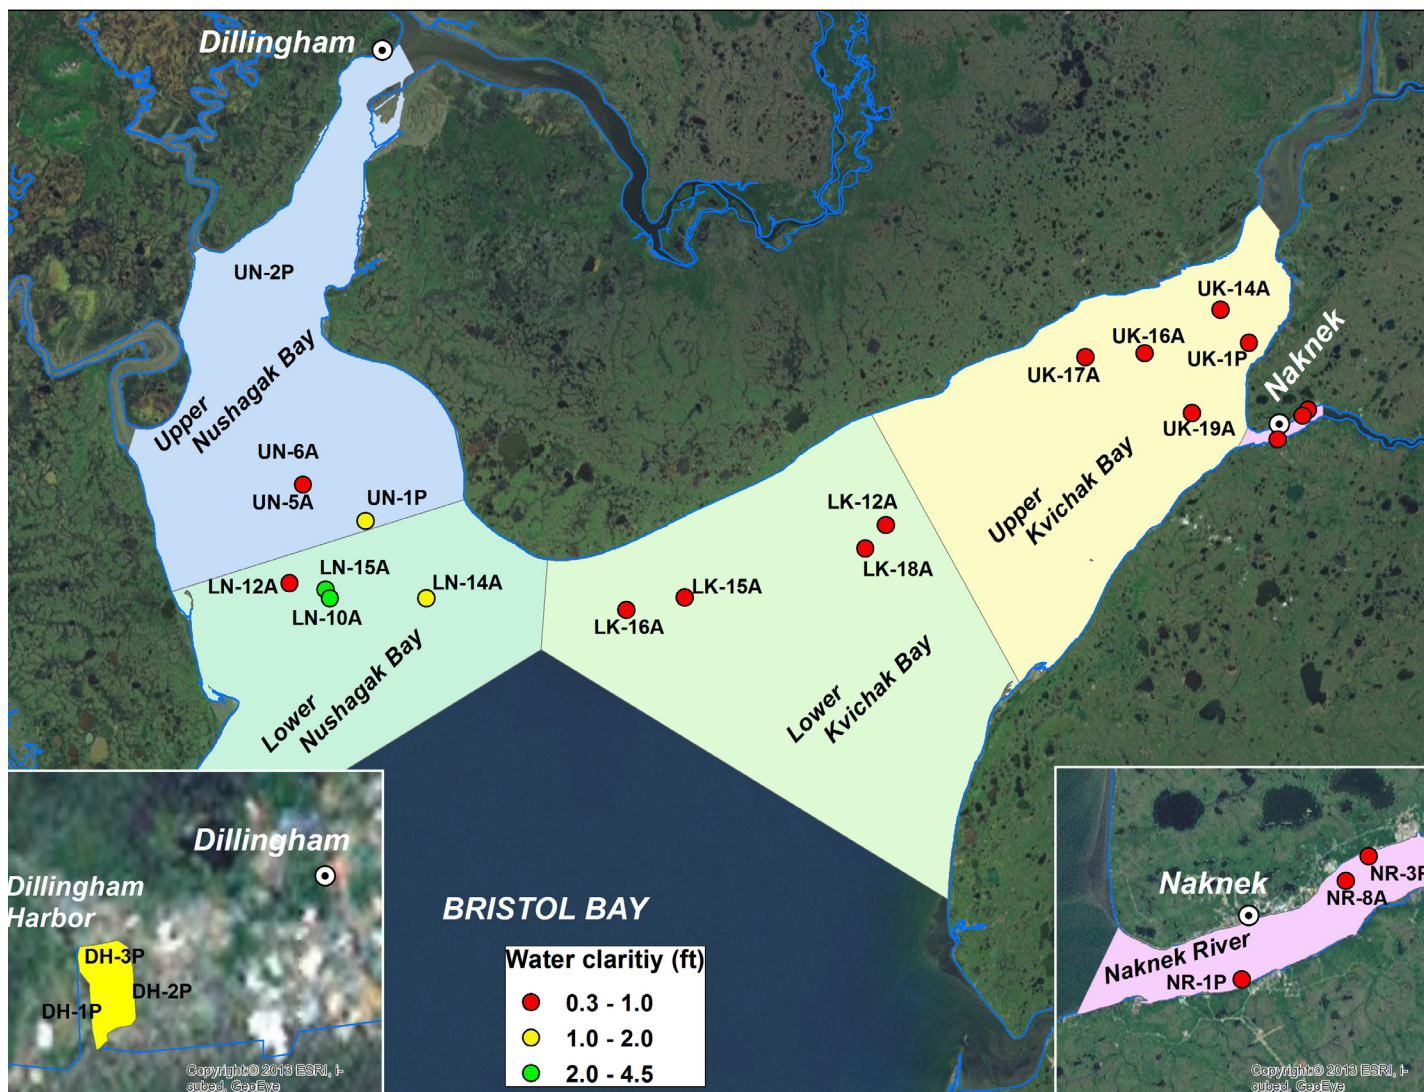 Dillingham
UN-2P
Upper
Nushagak Bay
UN-6A
UN-5A
UN-1P
LN-12A
LN-15A
LN-10A
LN-14A
Lower
Nushagak Bay
UK-14A
UK-16A
UK-1P
UK-17A
UK-19A
Naknek
Upper
Kvichak Bay
LK-12A
LK-18A
LK-15A
LK-16A
Lower
Kvichak Bay
BRISTOL BAY
Water claritiy (ft)
0.3 - 1.0
1.0 - 2.0
2.0 - 4.5
Dillingham
Dillingham
Harbor
DH-3P
DH-2P
DH-1P
Copyright:© 2013 ESRI, i-
cubed, GeoEye
Naknek
NR-3P
NR-8A
Naknek River
NR-1P
Copyright:© 2013 ESRI, i-
cubed, GeoEye